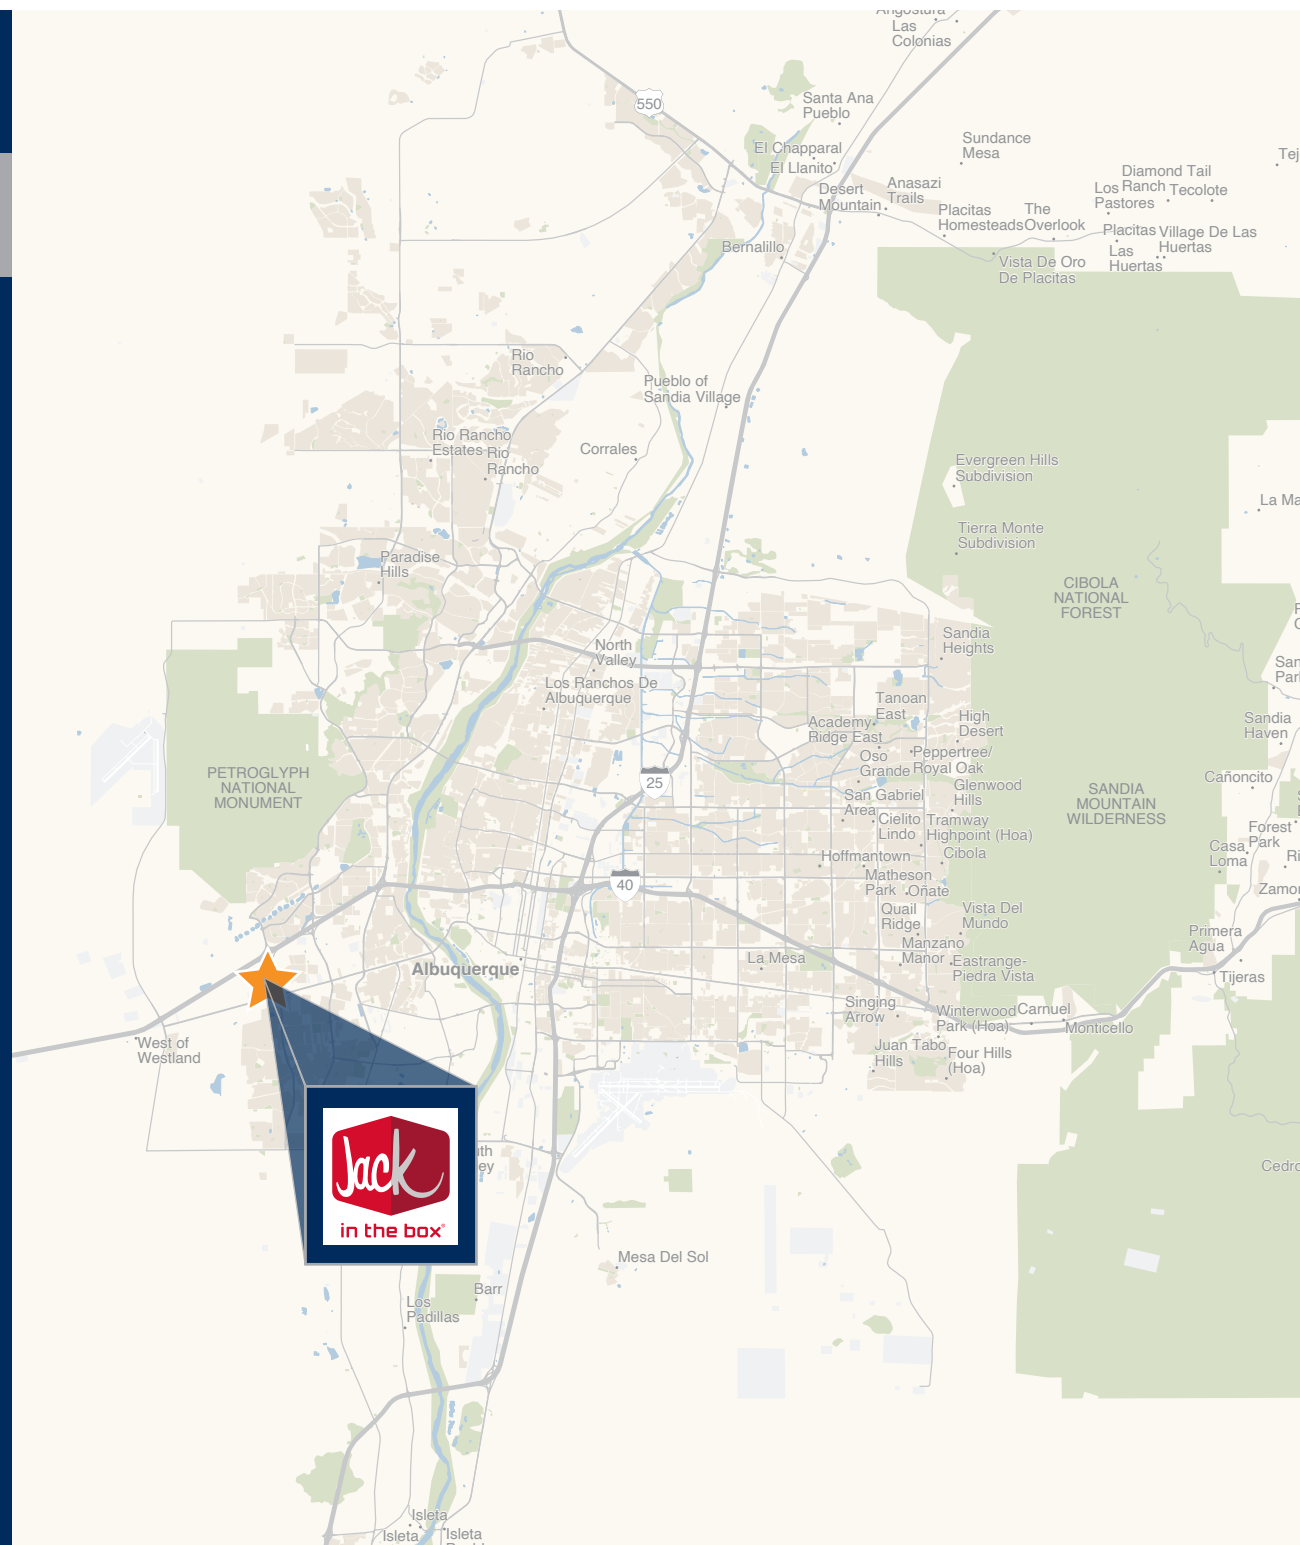 Angostura
Las
Colonias
550
Santa Ana
Pueblo
El Chapparal
El Llanito
Sundance
Mesa
Desert
Mountain
Anasazi
Trails
Diamond Tail
Ranch
Los
Pastores
Tecolote
Placitas
Homesteads
The
Overlook
Placitas
Village De Las
Huertas
Las
Huertas
Bernalillo
Vista De Oro
De Placitas
Rio
Rancho
Pueblo of
Sandia Village
Rio Rancho
Estates
Rio
Rancho
Corrales
Evergreen Hills
Subdivision
Tierra Monte
Subdivision
Paradise
Hills
CIBOLA
NATIONAL
FOREST
North
Valley
Sandia
Heights
Los Ranchos De
Albuquerque
Tanoan
East
Academy
Ridge East
High
Desert
Sandia
Haven
Oso
Grande
Peppertree/
Royal Oak
PETROGLYPH
NATIONAL
MONUMENT
25
Glenwood
Hills
Cañoncito
San Gabriel
Area
SANDIA
MOUNTAIN
WILDERNESS
Cielito
Lindo
Tramway
Highpoint (Hoa)
Forest
Park
Casa
Loma
Hoffmantown
Cibola
40
Matheson
Park
Oñate
Quail
Ridge
Vista Del
Mundo
Primera
Agua
Manzano
Manor
La Mesa
Eastrange-
Piedra Vista
Albuquerque
Tijeras
Singing
Arrow
Winterwood
Park (Hoa)
Carnuel
Monticello
West of
Westland
Juan Tabo
Hills
Four Hills
(Hoa)
Jack
in the box®
Mesa Del Sol
Barr
Los
Padillas
Isleta
Isleta
Isleta